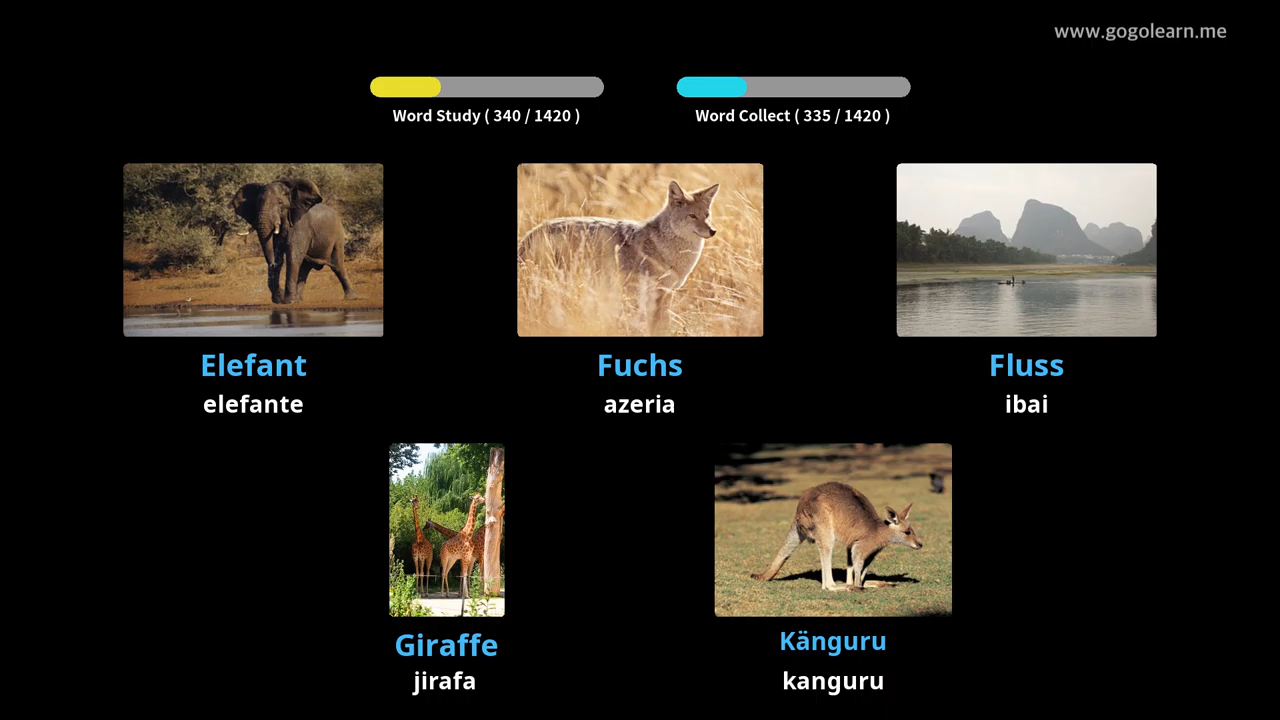 www.gogolearn.me
Word Study ( 340 / 1420 )
Word Collect ( 335 / 1420 )
Elefant
elefante
Fuchs
azeria
Fluss
ibai
Giraffe
jirafa
Känguru
kanguru